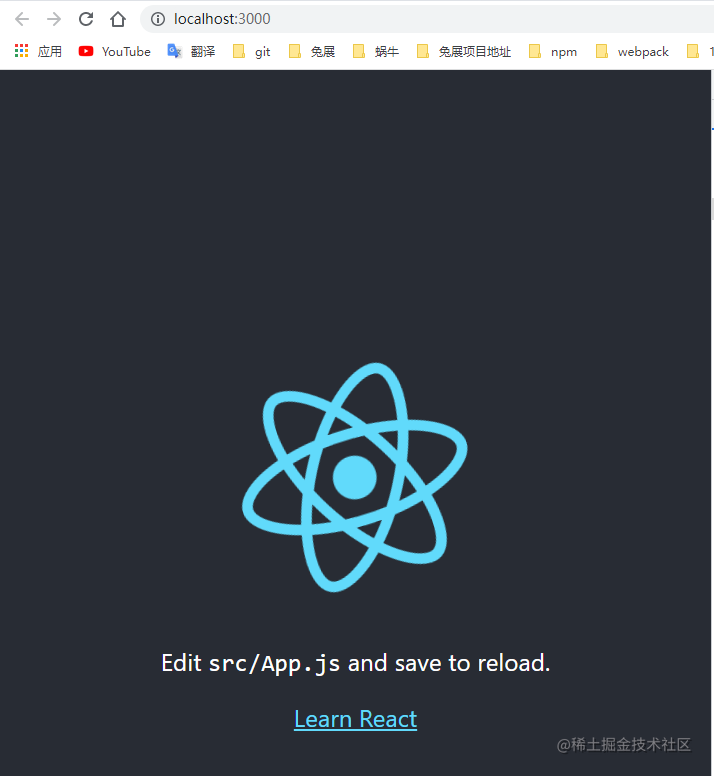 localhost:3000
应用 YouTube 翻译 git 兔展 蜗牛 兔展项目地址 npm webpack 1
Edit src/App.js and save to reload.
Learn React
@稀土掘金技术社区